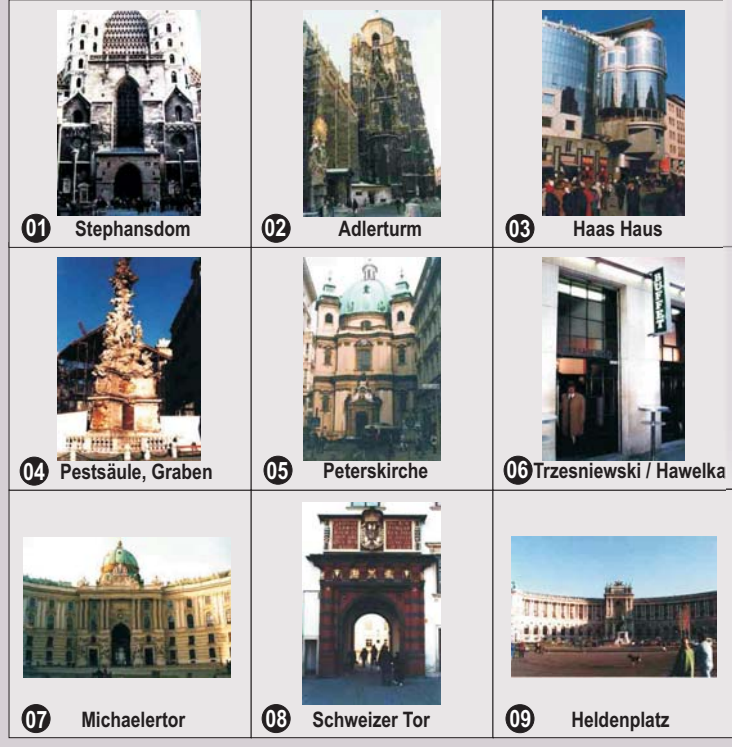 01 Stephansdom
02 Adlerturm
03 Haas Haus
BUFFET
04 Pestsäule, Graben
05 Peterskirche
06 Trzesniewski / Hawelka
07 Michaelertor
08 Schweizer Tor
09 Heldenplatz